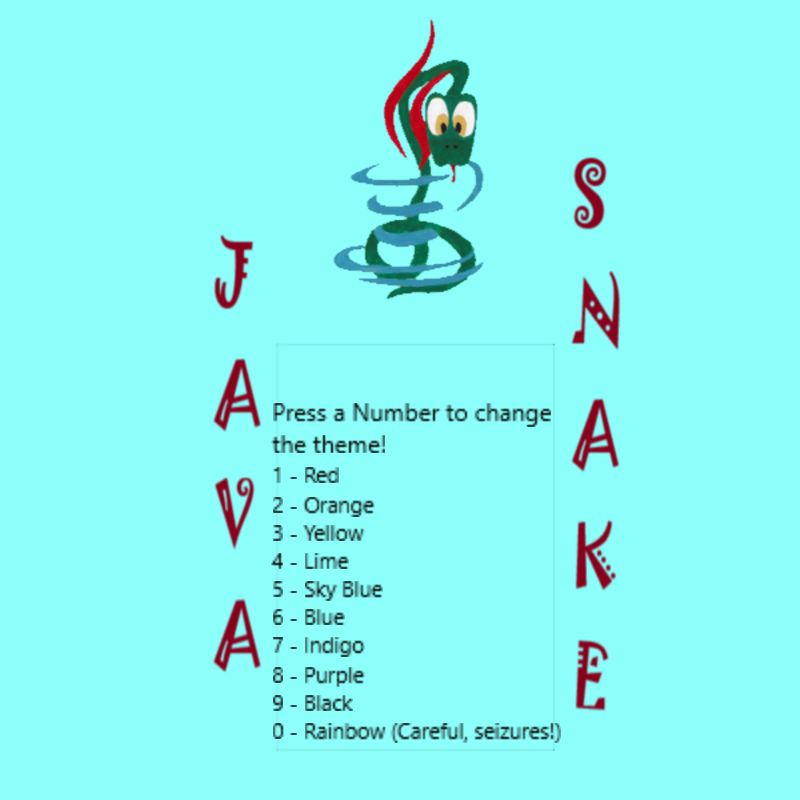 JAVA
SNAKE
Press a Number to change
the theme!
1 - Red
2 - Orange
3 - Yellow
4 - Lime
5 - Sky Blue
6 - Blue
7 - Indigo
8 - Purple
9 - Black
0 - Rainbow (Careful, seizures!)